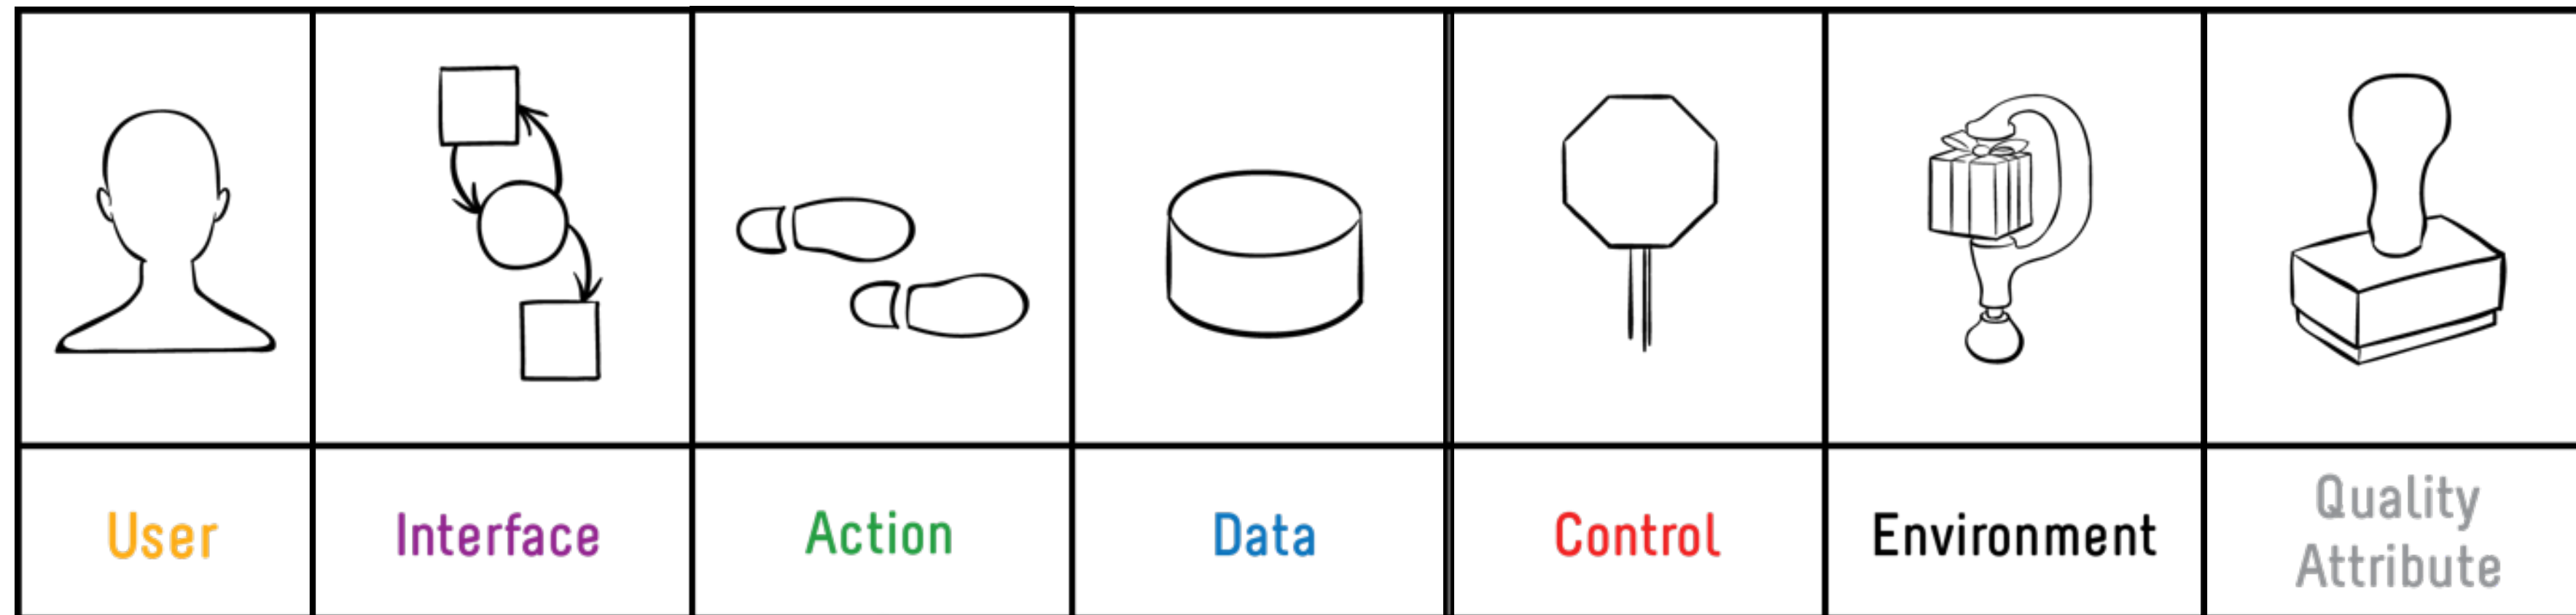 User
Interface
Action
Data
Control
Environment
Quality
Attribute